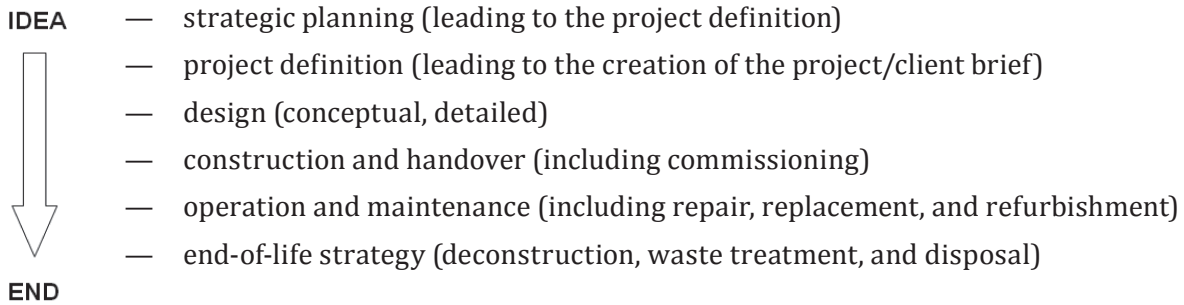 IDEA — strategic planning (leading to the project definition)
— project definition (leading to the creation of the project/client brief)
— design (conceptual, detailed)
— construction and handover (including commissioning)
— operation and maintenance (including repair, replacement, and refurbishment)
— end-of-life strategy (deconstruction, waste treatment, and disposal)
END